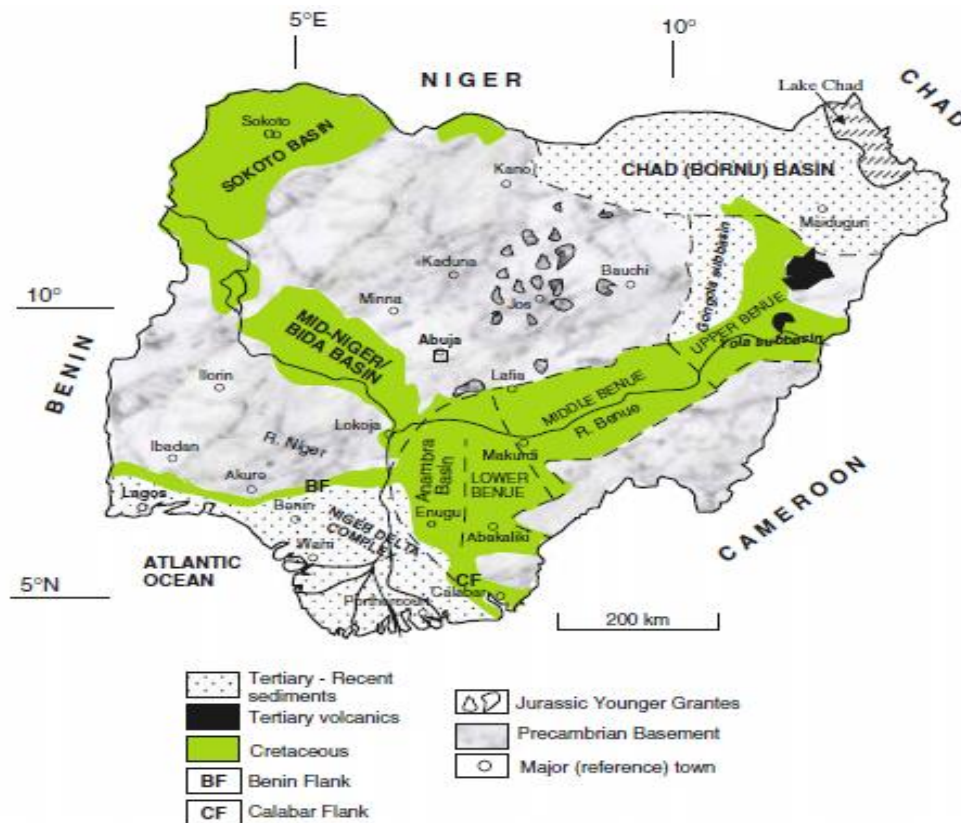 5°E
10°
NIGER
CHAD
Lake Chad
Sokoto
SOKOTO BASIN
CHAD (BORNU) BASIN
Kano
Maiduguri
Kaduna
Bauchi
Gongola subbasin
10°
Minna
Jos
UPPER BENUE
Yola subbasin
MID-NIGER/
BIDA BASIN
Abuja
BENIN
Ilorin
Lafia
MIDDLE BENUE
R. Benue
Lokoja
Ibadan
R. Niger
Makurdi
Anambra
Basin
LOWER
BENUE
Akure
BF
Lagos
Benin
Enugu
Abakaliki
NIGER DELTA
COMPLEX
CAMEROON
Warri
ATLANTIC
OCEAN
CF
Calabar
5°N
Portharcourt
200 km
Tertiary - Recent
sediments
Tertiary volcanics
Cretaceous
BF Benin Flank
CF Calabar Flank
Jurassic Younger Grantes
Precambrian Basement
Major (reference) town